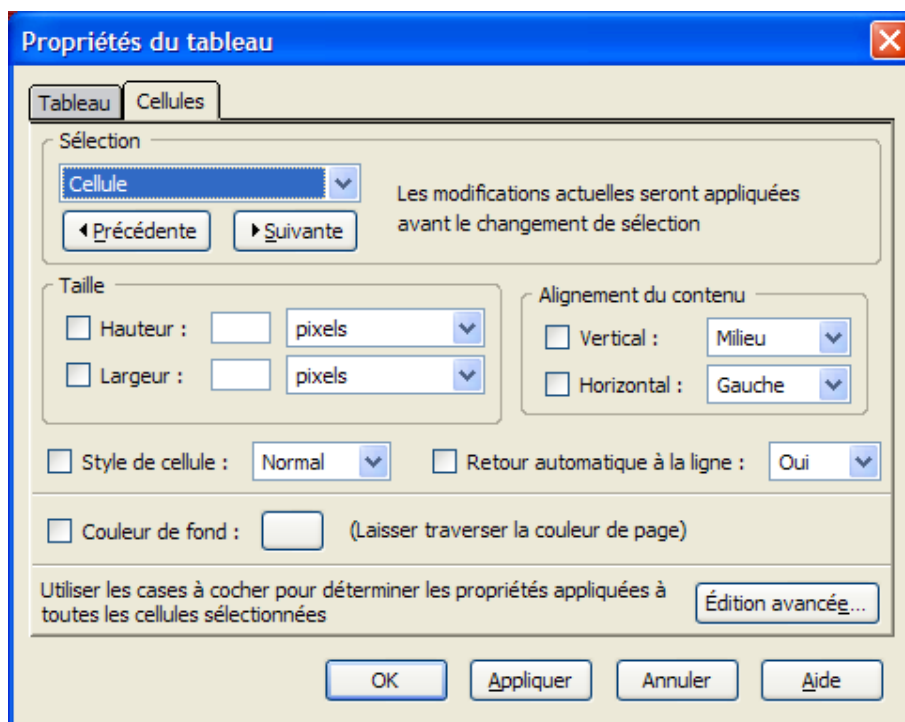 Propriétés du tableau
Tableau Cellules
Sélection
Cellule
Les modifications actuelles seront appliquées
avant le changement de sélection
Précédente Suivante
Taille
Hauteur : pixels
Largeur : pixels
Alignement du contenu
Vertical : Milieu
Horizontal : Gauche
Style de cellule : Normal Retour automatique à la ligne : Oui
Couleur de fond : (Laisser traverser la couleur de page)
Utiliser les cases à cocher pour déterminer les propriétés appliquées à
toutes les cellules sélectionnées
Édition avancée...
OK Appliquer Annuler Aide